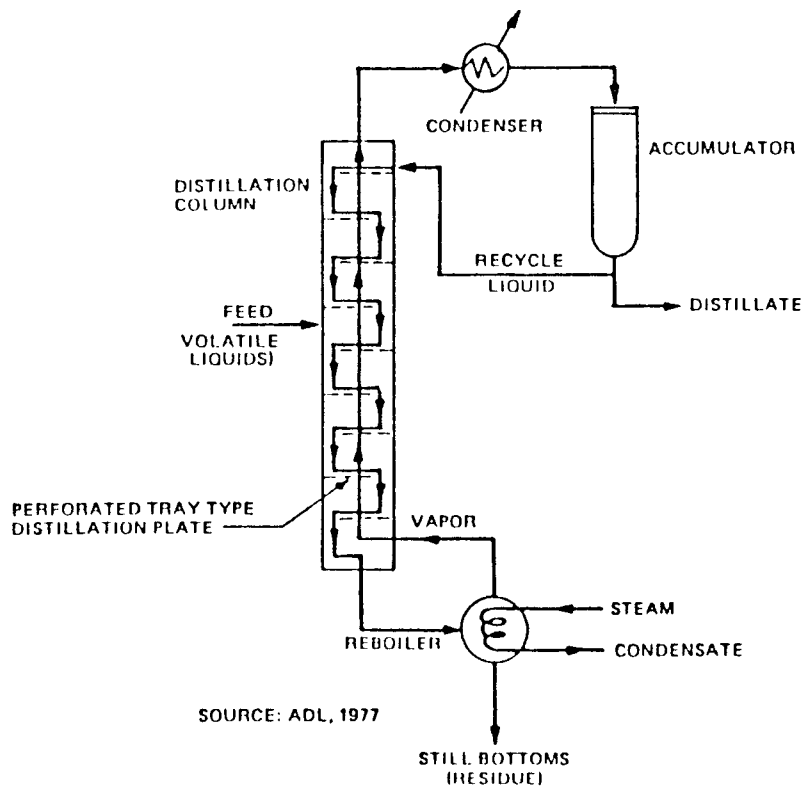 CONDENSER
ACCUMULATOR
DISTILLATION
COLUMN
RECYCLE
LIQUID
DISTILLATE
FEED
VOLATILE
LIQUIDS)
PERFORATED TRAY TYPE
DISTILLATION PLATE
VAPOR
STEAM
REBOILER
CONDENSATE
SOURCE: ADL, 1977
STILL BOTTOMS
(RESIDUE)